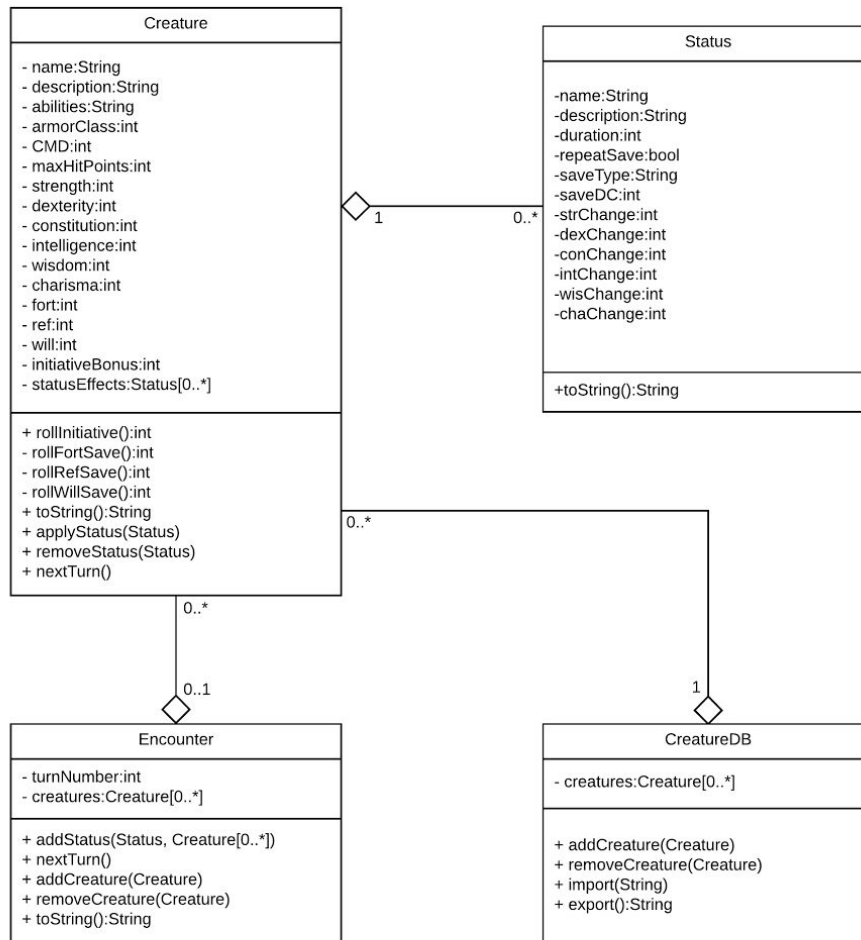 Creature
- name:String
- description:String
- abilities:String
- armorClass:int
- CMD:int
- maxHitPoints:int
- strength:int
- dexterity:int
- constitution:int
- intelligence:int
- wisdom:int
- charisma:int
- fort:int
- ref:int
- will:int
- initiativeBonus:int
- statusEffects:Status[0..*]
+ rollInitiative():int
- rollFortSave():int
- rollRefSave():int
- rollWillSave():int
+ toString():String
+ applyStatus(Status)
+ removeStatus(Status)
+ nextTurn()
1
0..*
Status
-name:String
-description:String
-duration:int
-repeatSave:bool
-saveType:String
-saveDC:int
-strChange:int
-dexChange:int
-conChange:int
-intChange:int
-wisChange:int
-chaChange:int
+toString():String
0..*
1
0..*
0..1
Encounter
- turnNumber:int
- creatures:Creature[0..*]
+ addStatus(Status, Creature[0..*])
+ nextTurn()
+ addCreature(Creature)
+ removeCreature(Creature)
+ toString():String
CreatureDB
- creatures:Creature[0..*]
+ addCreature(Creature)
+ removeCreature(Creature)
+ import(String)
+ export():String